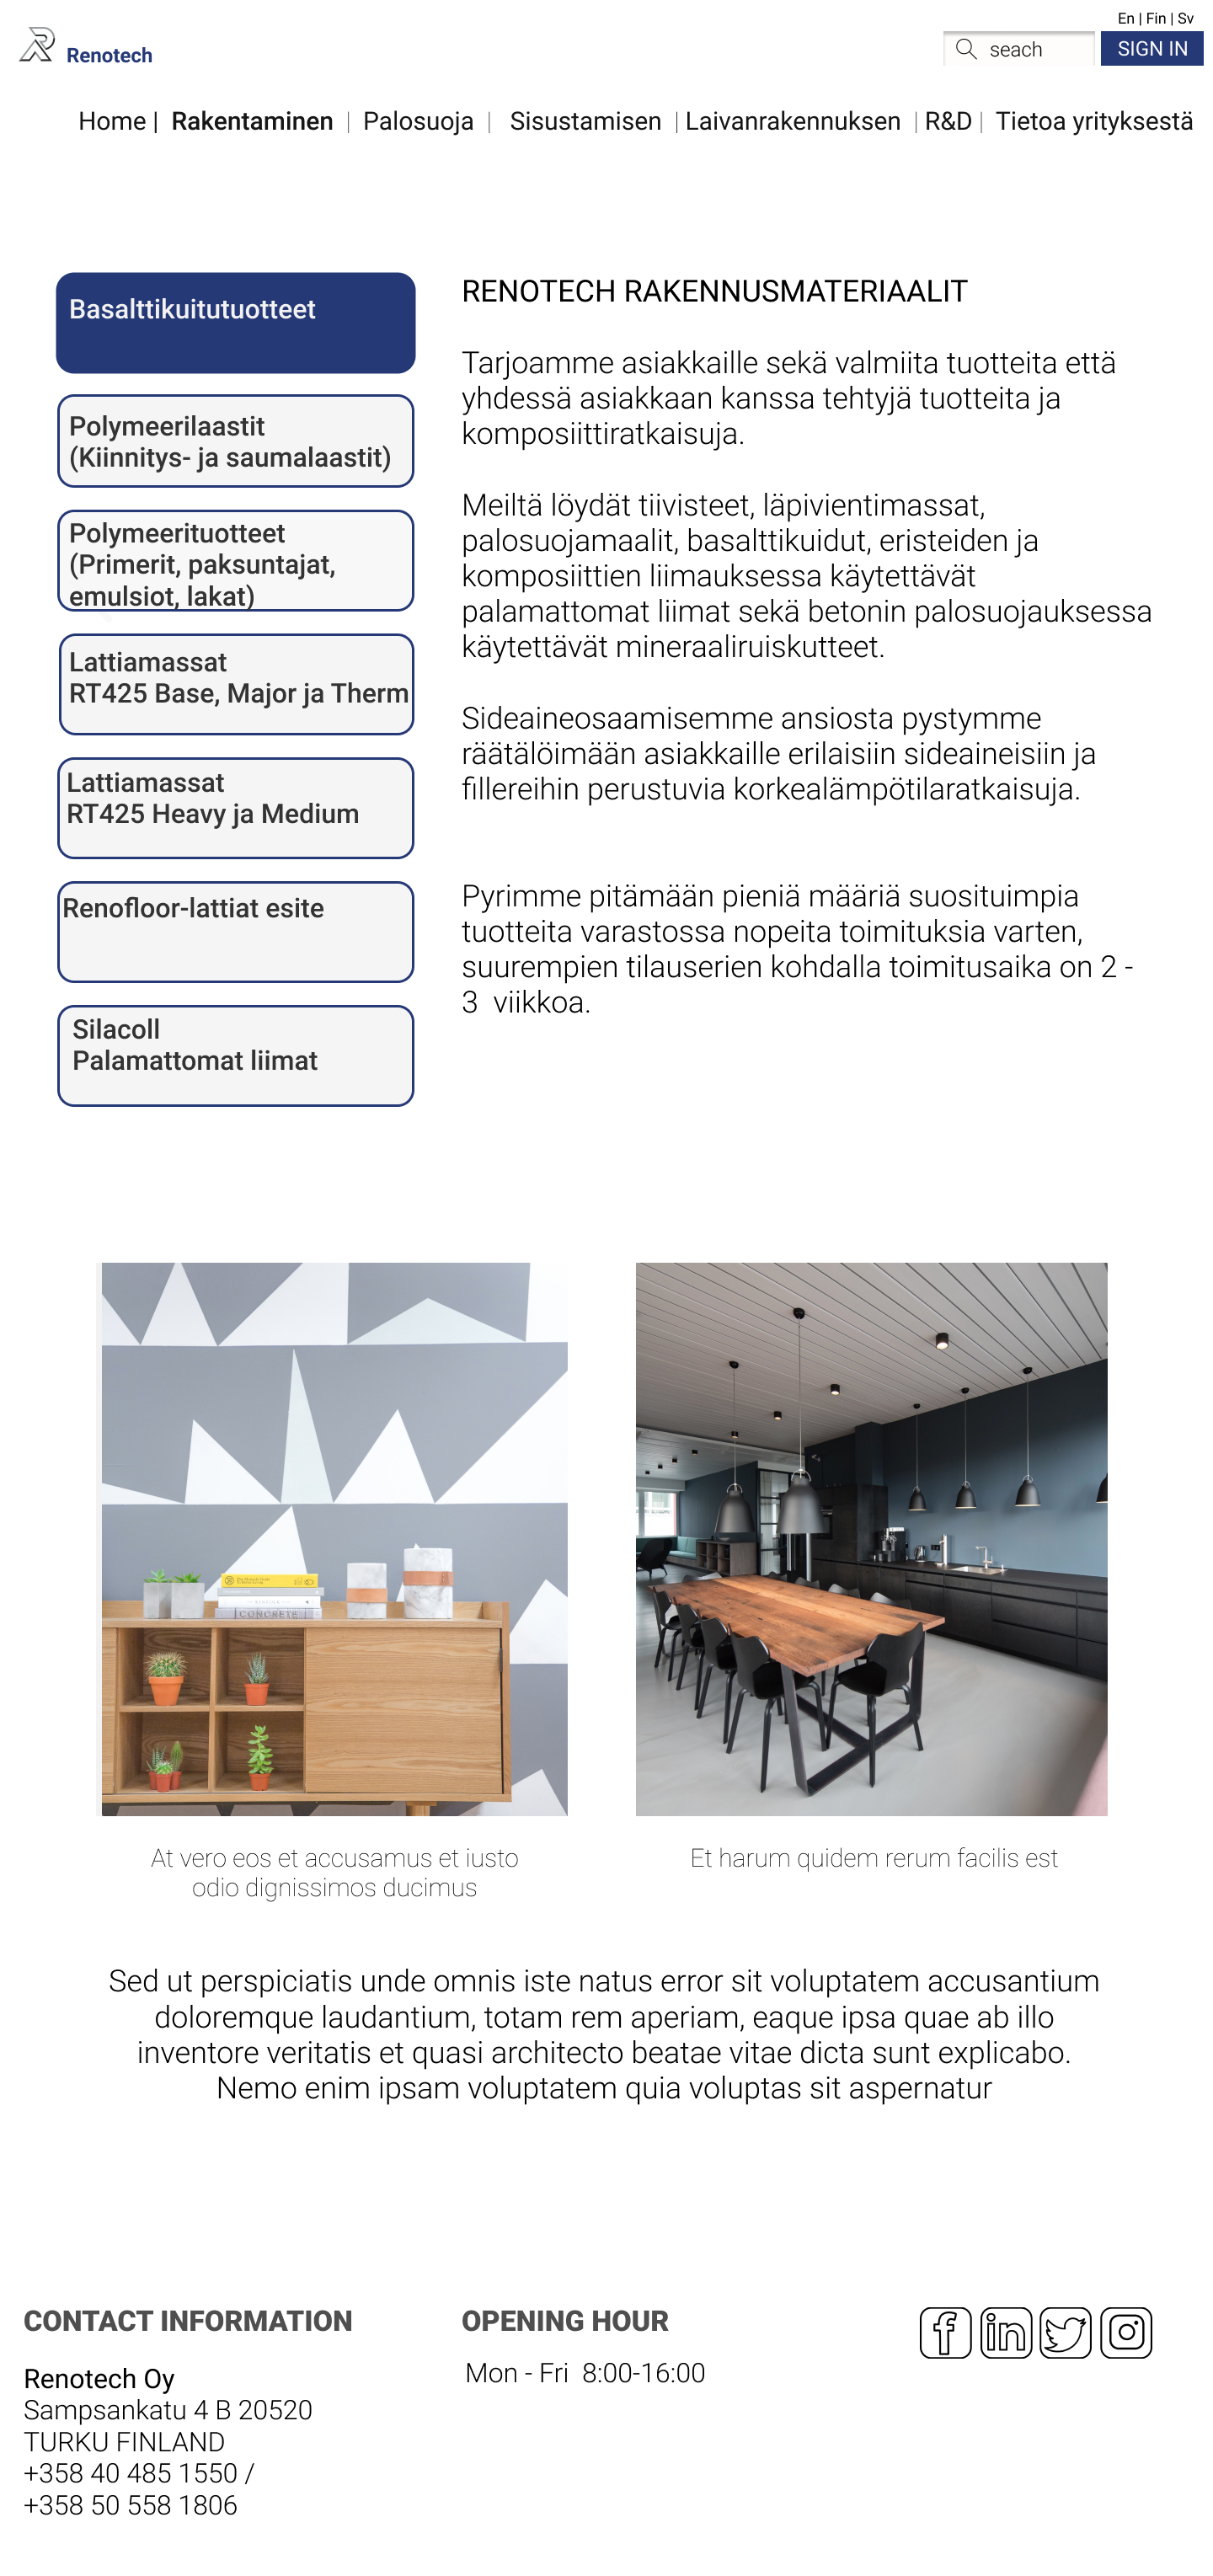 En | Fin | Sv
Renotech
seach
SIGN IN
Home | Rakentaminen | Palosuoja | Sisustamisen | Laivanrakennuksen | R&D | Tietoa yrityksestä
Basalttikuitutuotteet
Polymeerilaastit
(Kiinnitys- ja saumalaastit)
Polymeerituotteet
(Primerit, paksuntajat,
emulsiot, lakat)
Lattiamassat
RT425 Base, Major ja Therm
Lattiamassat
RT425 Heavy ja Medium
Renofloor-lattiat esite
Silacoll
Palamattomat liimat
RENOTECH RAKENNUSMATERIAALIT
Tarjoamme asiakkaille sekä valmiita tuotteita että
yhdessä asiakkaan kanssa tehtyjä tuotteita ja
komposiittiratkaisuja.
Meiltä löydät tiivisteet, läpivientimassat,
palosuojamaalit, basalttikuidut, eristeiden ja
komposiittien liimauksessa käytettävät
palamattomat liimat sekä betonin palosuojauksessa
käytettävät mineraaliruiskutteet.
Sideaineosaamisemme ansiosta pystymme
räätälöimään asiakkaille erilaisiin sideaineisiin ja
fillereihin perustuvia korkealämpötilaratkaisuja.
Pyrimme pitämään pieniä määriä suosituimpia
tuotteita varastossa nopeita toimituksia varten,
suurempien tilauserien kohdalla toimitusaika on 2 -
3 viikkoa.
CONCRETE
At vero eos et accusamus et iusto
odio dignissimos ducimus
Et harum quidem rerum facilis est
Sed ut perspiciatis unde omnis iste natus error sit voluptatem accusantium
doloremque laudantium, totam rem aperiam, eaque ipsa quae ab illo
inventore veritatis et quasi architecto beatae vitae dicta sunt explicabo.
Nemo enim ipsam voluptatem quia voluptas sit aspernatur
CONTACT INFORMATION
Renotech Oy
Sampsankatu 4 B 20520
TURKU FINLAND
+358 40 485 1550 /
+358 50 558 1806
OPENING HOUR
Mon - Fri 8:00-16:00